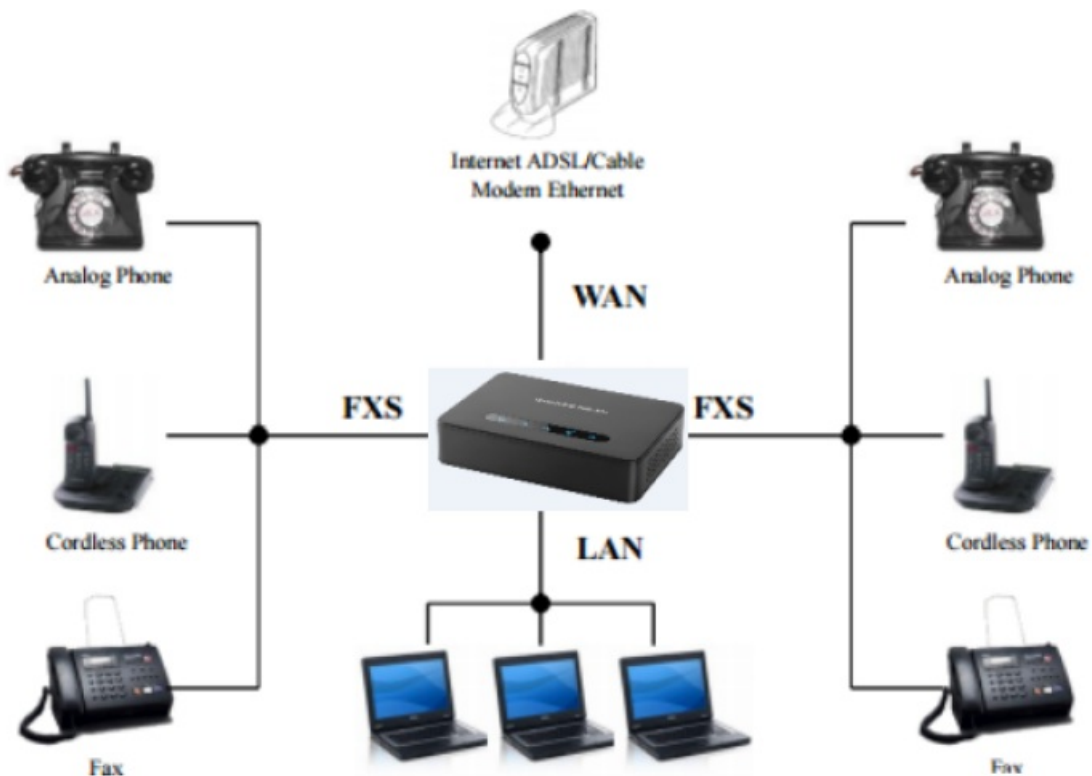 Internet ADSL/Cable
Modem Ethernet
Analog Phone
Analog Phone
WAN
FXS
FXS
Cordless Phone
LAN
Cordless Phone
Fax
Fax